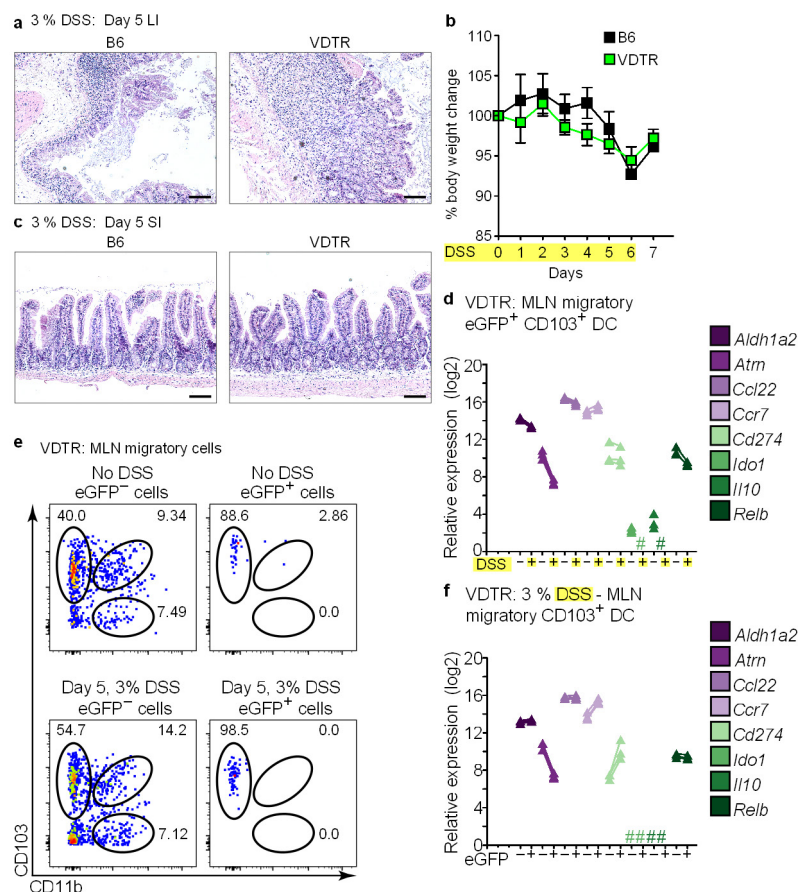 a 3 % DSS: Day 5 LI
B6
VDTR
b
B6
VDTR
% body weight change
110
105
100
95
90
85
DSS 0 1 2 3 4 5 6 7
Days
c 3 % DSS: Day 5 SI
B6
VDTR
d VDTR: MLN migratory
eGFP+ CD103+ DC
Relative expression (log2)
20
16
12
8
4
0
# #
DSS - + - + - + - + - + - + - + - +
Aldh1a2
Atrn
Ccl22
Ccr7
Cd274
Ido1
Il10
Relb
e VDTR: MLN migratory cells
No DSS
eGFP− cells
40.0 9.34
7.49
No DSS
eGFP+ cells
88.6 2.86
0.0
Day 5, 3% DSS
eGFP− cells
54.7 14.2
7.12
Day 5, 3% DSS
eGFP+ cells
98.5 0.0
0.0
CD103
CD11b
f VDTR: 3 % DSS - MLN
migratory CD103+ DC
Relative expression (log2)
20
16
12
8
4
0
####
eGFP - + - + - + - + - + - + - + - +
Aldh1a2
Atrn
Ccl22
Ccr7
Cd274
Ido1
Il10
Relb